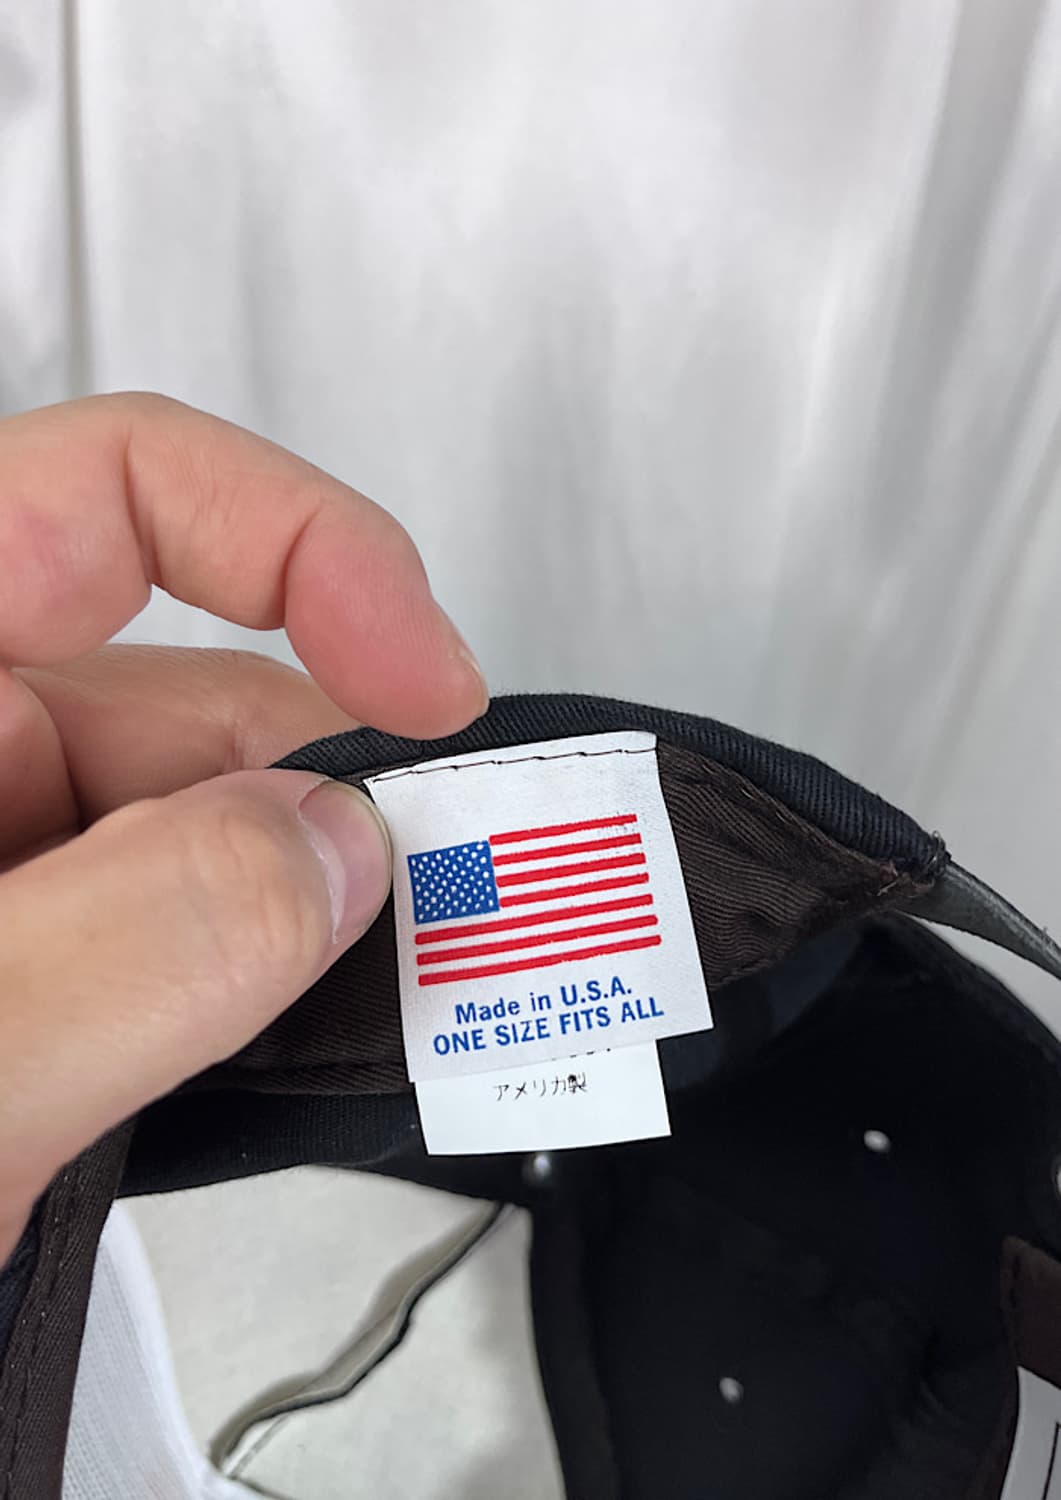 Made in U.S.A.
ONE SIZE FITS ALL
アメリカ製